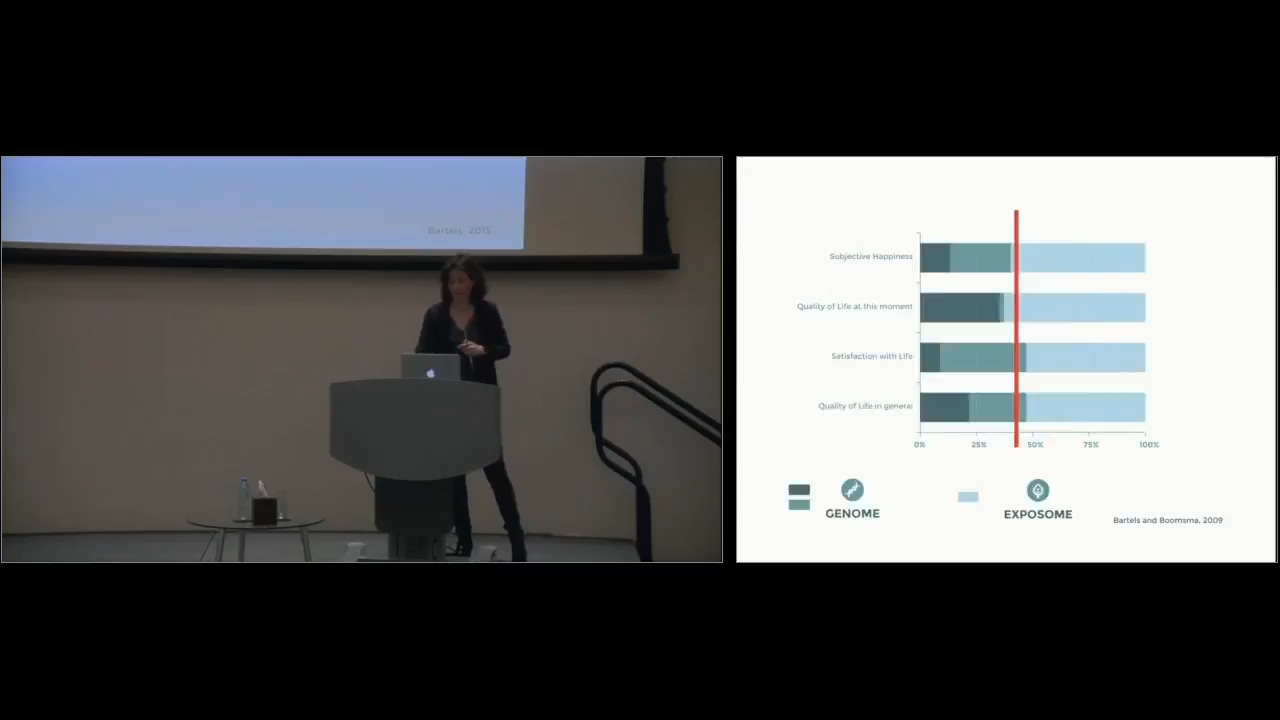 Bartels, 2015
Subjective Happiness
Quality of Life at this moment
Satisfaction with Life
Quality of Life in general
0%
25%
50%
75%
100%
GENOME
EXOSOME
Bartels and Boomsma, 2009